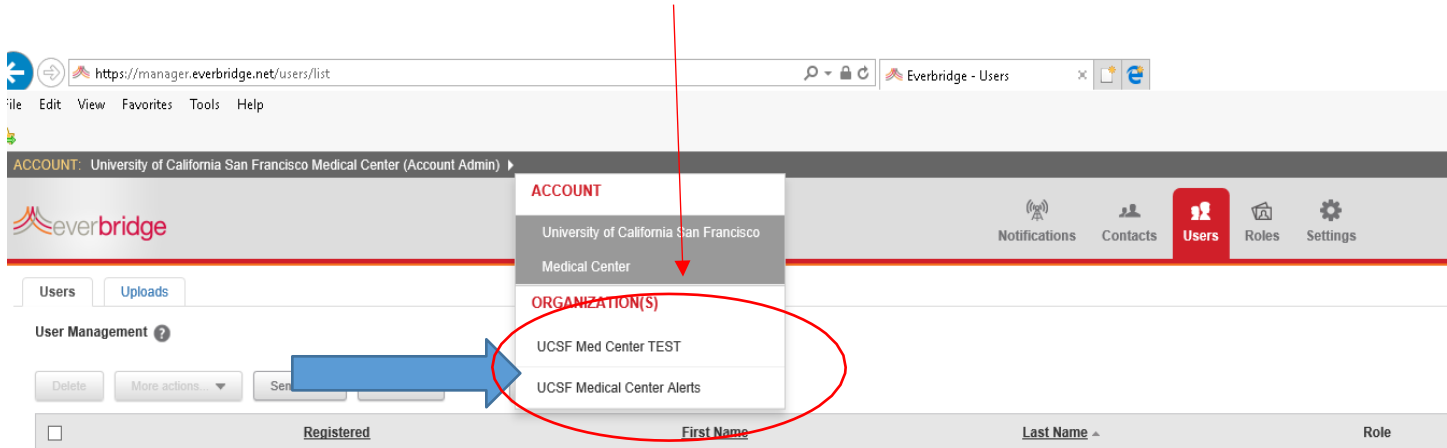 https://manager.everbridge.net/users/list
Everbridge - Users
File Edit View Favorites Tools Help
ACCOUNT: University of California San Francisco Medical Center (Account Admin)
ACCOUNT
University of California San Francisco
Medical Center
everbridge
Notifications Contacts Users Roles Settings
Users Uploads
ORGANIZATION(S)
User Management
UCSF Med Center TEST
Delete More actions...
UCSF Medical Center Alerts
Registered First Name Last Name Role